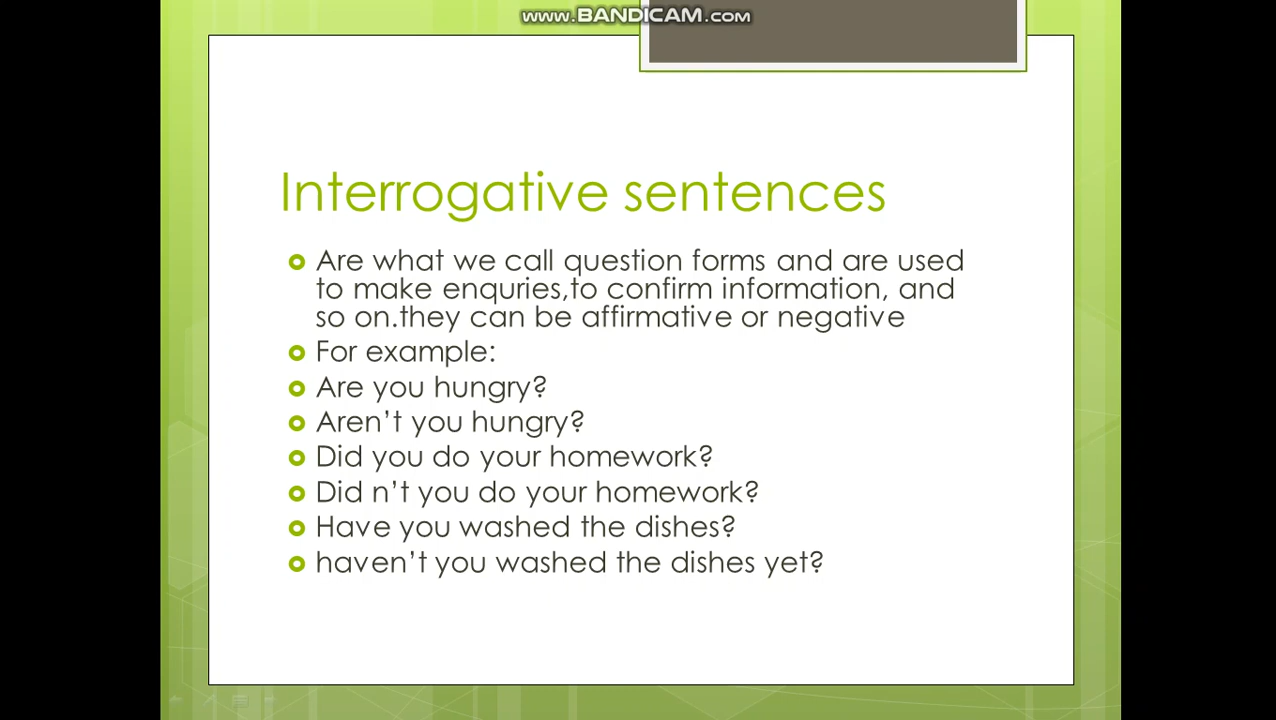 www.BANDICAM.com
Interrogative sentences
Are what we call question forms and are used
to make enquries,to confirm information, and
so on.they can be affirmative or negative
For example:
Are you hungry?
Aren’t you hungry?
Did you do your homework?
Did n’t you do your homework?
Have you washed the dishes?
haven’t you washed the dishes yet?